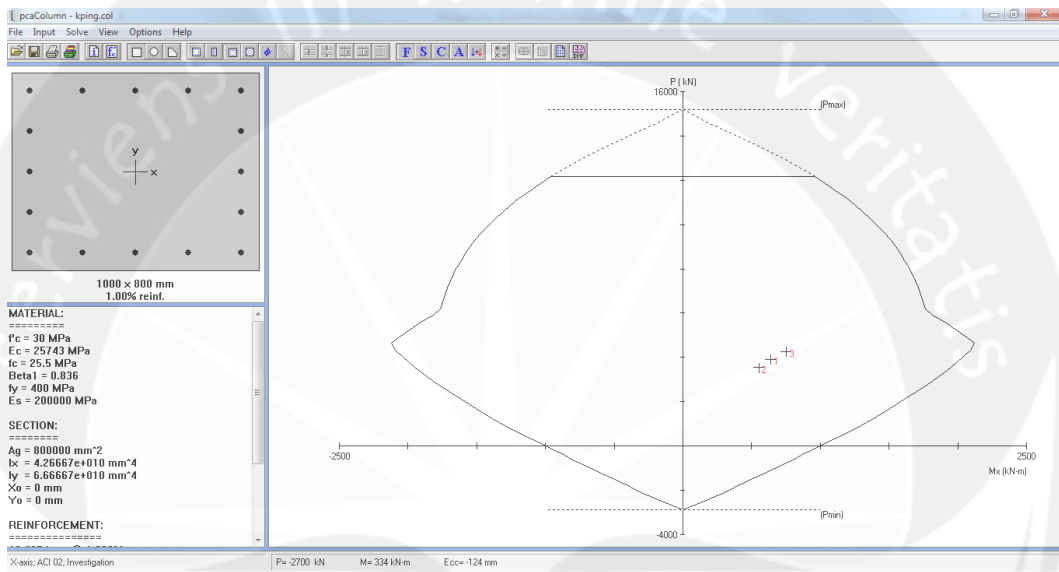 pcaColumn - kping.col
File Input Solve View Options Help
F S C A
y
x
1000 x 800 mm
1.00% reinf.
MATERIAL:
=========
f'c = 30 MPa
Ec = 25743 MPa
fc = 25.5 MPa
Beta1 = 0.836
fy = 400 MPa
Es = 200000 MPa
SECTION:
========
Ag = 800000 mm^2
Ix = 4.26667e+010 mm^4
Iy = 6.66667e+010 mm^4
Xo = 0 mm
Yo = 0 mm
REINFORCEMENT:
===============
P (kN)
16000
(Pmax)
3
1
2
-2500
2500
Mx (kN-m)
(Pmin)
-4000
X-axis; ACI 02; Investigation
P= -2700 kN M= 334 kN-m Ecc= -124 mm
in lumine veritatis
serviens